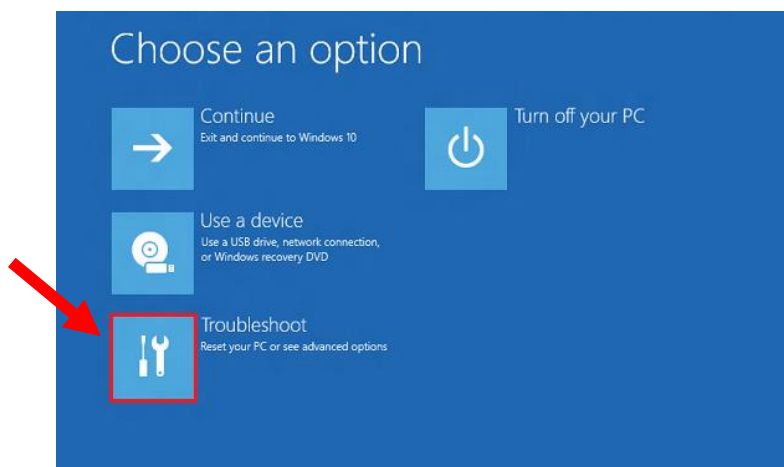 Choose an option
Continue
Exit and continue to Windows 10
Turn off your PC
Use a device
Use a USB drive, network connection,
or Windows recovery DVD
Troubleshoot
Reset your PC or see advanced options